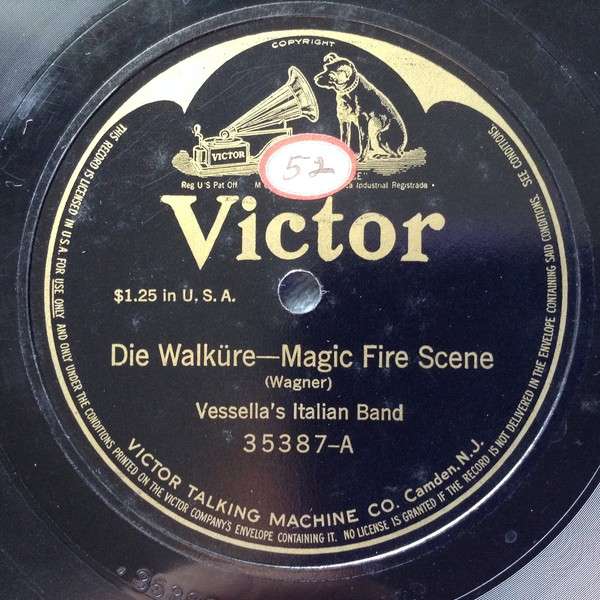 COPYRIGHT
VICTOR
52
Reg U S Pat Off
Industrial Registrada
Victor
$1.25 in U.S.A.
Die Walküre—Magic Fire Scene
(Wagner)
Vessella's Italian Band
35387-A
VICTOR TALKING MACHINE CO. Camden, N.J.
THIS RECORD IS LICENSED IN U.S.A. FOR USE ONLY AND ONLY UNDER THE CONDITIONS PRINTED ON THE VICTOR COMPANY'S ENVELOPE CONTAINING IT. NO LICENSE IS GRANTED IF THE RECORD IS NOT DELIVERED IN THE ENVELOPE CONTAINING SAID CONDITIONS. SEE CONDITIONS.